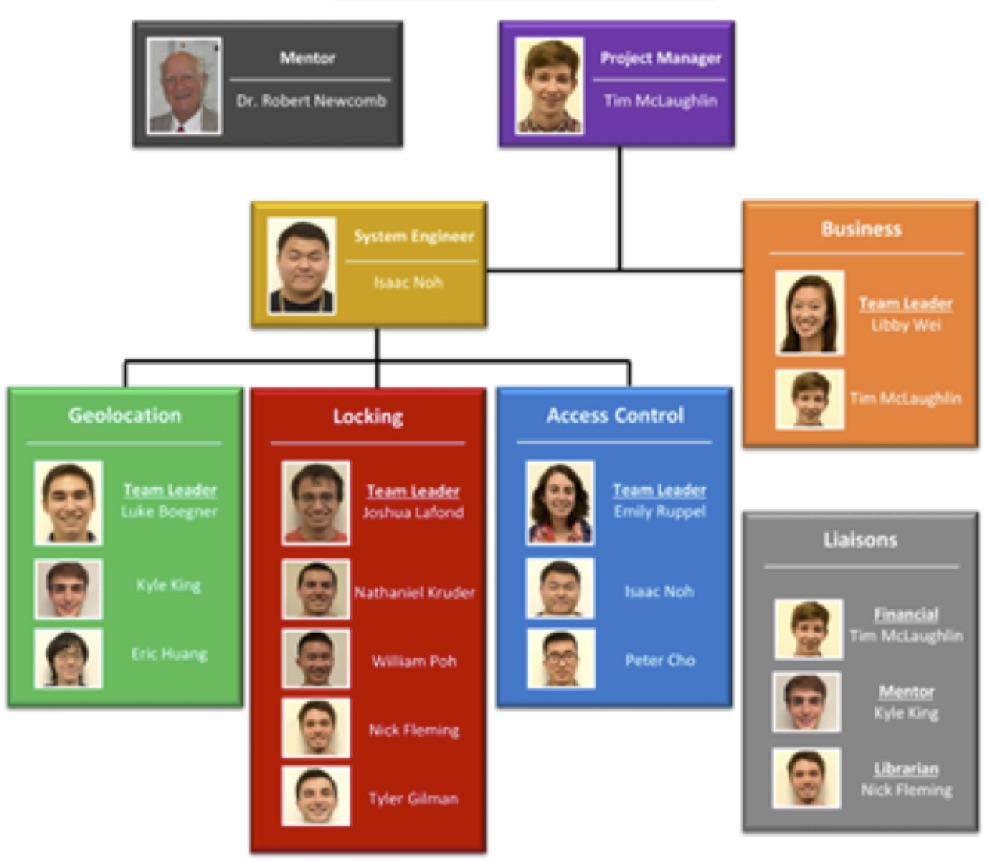 Mentor
Dr. Robert Newcomb
Project Manager
Tim McLaughlin
System Engineer
Isaac Noh
Business
Team Leader
Libby Wei
Tim McLaughlin
Geolocation
Team Leader
Luke Boegner
Kyle King
Eric Huang
Locking
Team Leader
Joshua Lafond
Nathaniel Kruder
William Poh
Nick Fleming
Tyler Gilman
Access Control
Team Leader
Emily Ruppel
Isaac Noh
Peter Cho
Liaisons
Financial
Tim McLaughlin
Mentor
Kyle King
Librarian
Nick Fleming